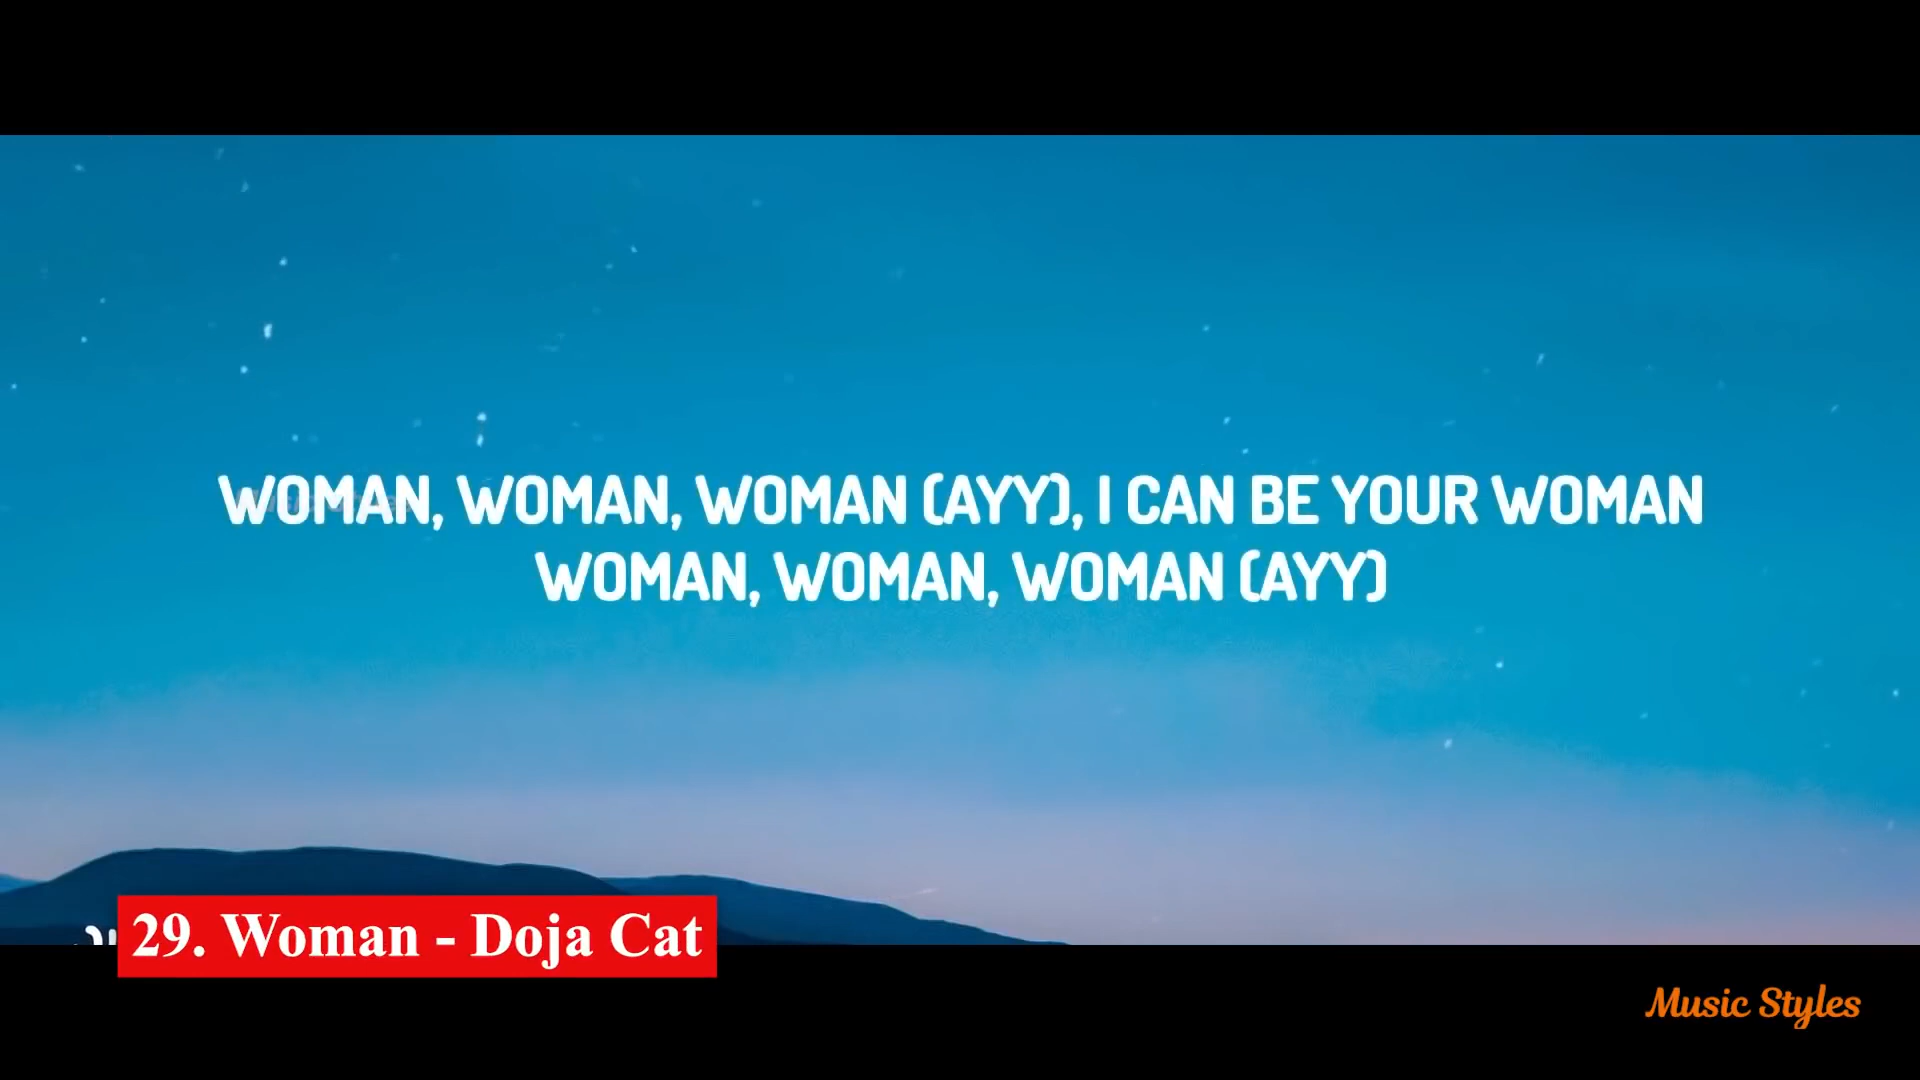 WOMAN, WOMAN, WOMAN (AYY), I CAN BE YOUR WOMAN
WOMAN, WOMAN, WOMAN (AYY)
29. Woman - Doja Cat
Music Styles